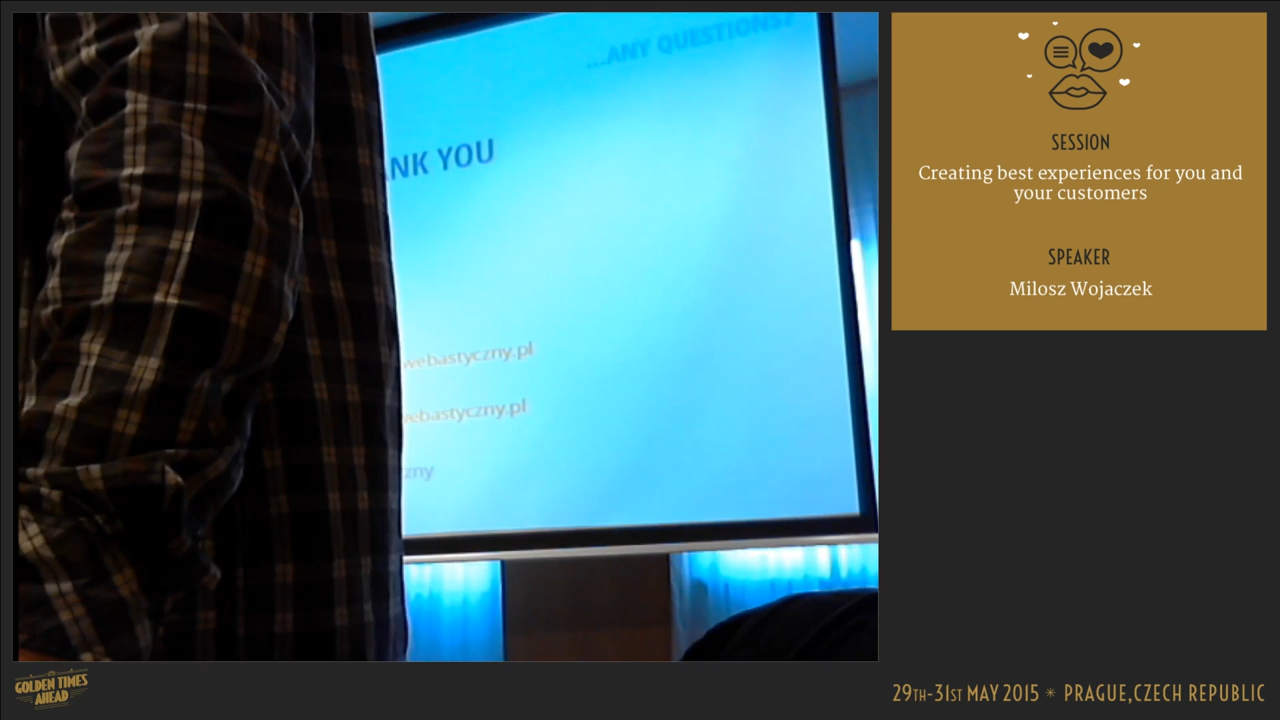 ...ANY QUESTIONS?
ANK YOU
webastyczny.pl
webastyczny.pl
zny
SESSION
Creating best experiences for you and
your customers
SPEAKER
Milosz Wojaczek
GOLDEN TIMES
AHEAD
29TH-31ST MAY 2015 * PRAGUE,CZECH REPUBLIC